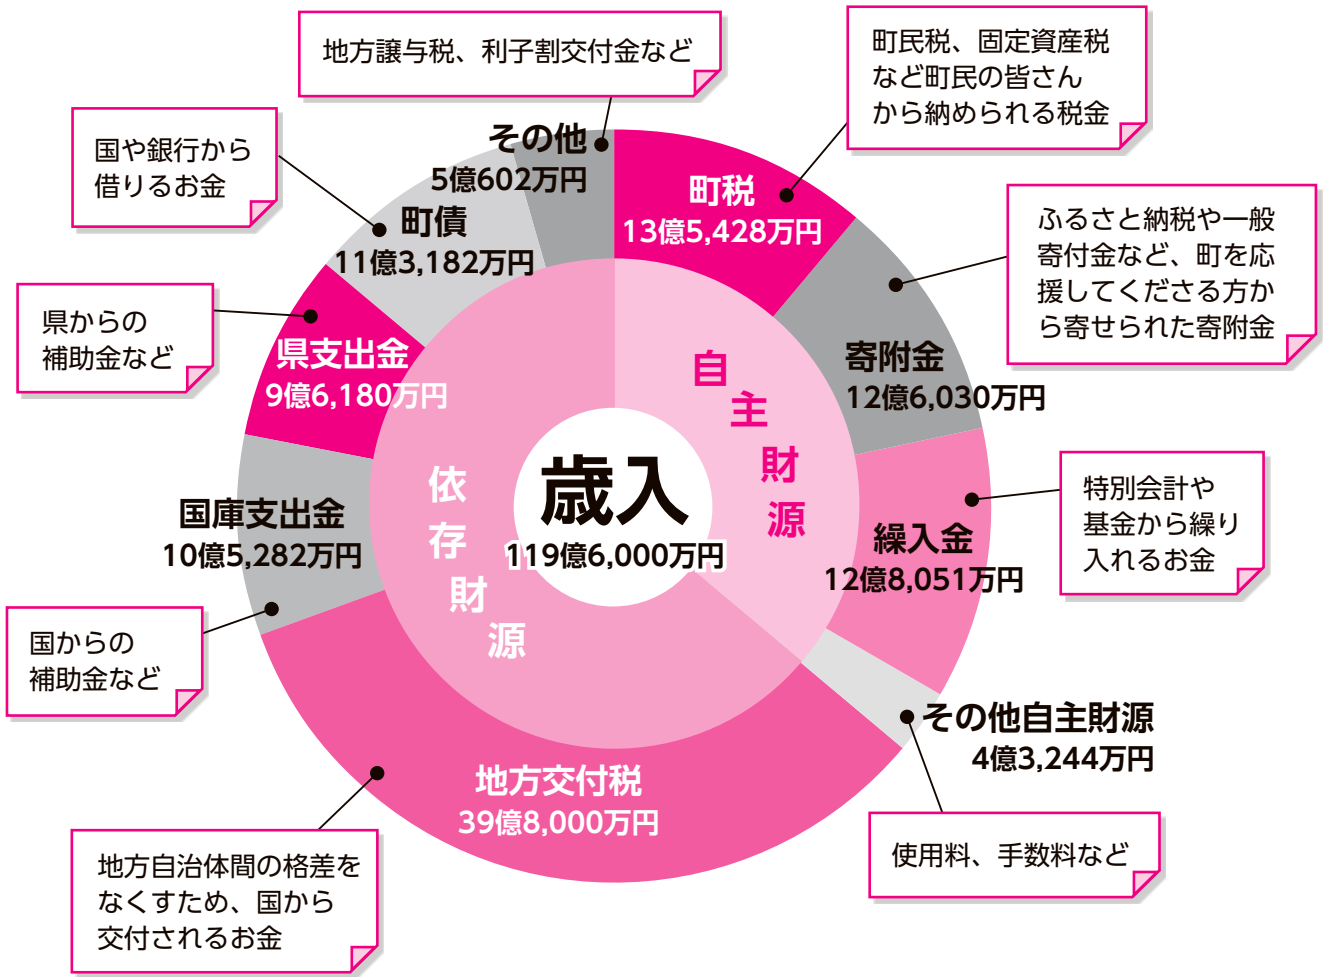 地方譲与税、利子割交付金など
町民税、固定資産税
など町民の皆さん
から納められる税金
国や銀行から
借りるお金
その他
5億602万円
町税
13億5,428万円
ふるさと納税や一般
寄付金など、町を応
援してくださる方か
ら寄せられた寄附金
町債
11億3,182万円
県からの
補助金など
県支出金
9億6,180万円
寄附金
12億6,030万円
自主財源
依存財源
歳入
119億6,000万円
国庫支出金
10億5,282万円
繰入金
12億8,051万円
特別会計や
基金から繰り
入れるお金
国からの
補助金など
その他自主財源
4億3,244万円
地方交付税
39億8,000万円
使用料、手数料など
地方自治体間の格差を
なくすため、国から
交付されるお金